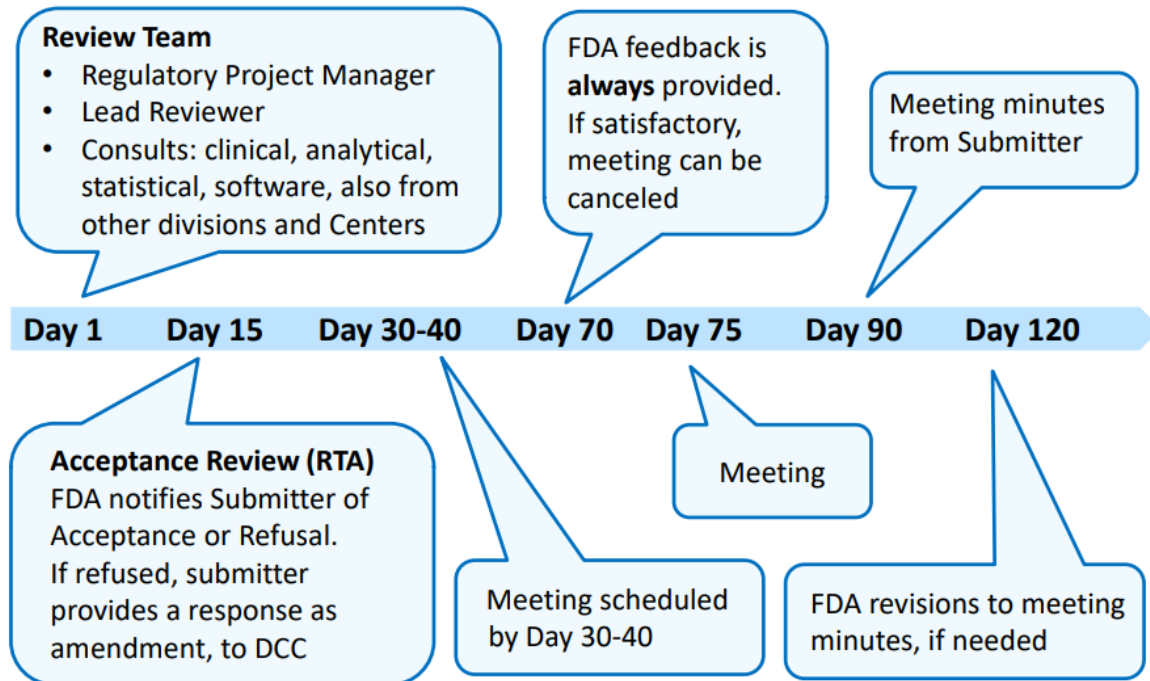 Review Team
• Regulatory Project Manager
• Lead Reviewer
• Consults: clinical, analytical,
statistical, software, also from
other divisions and Centers
FDA feedback is
always provided.
If satisfactory,
meeting can be
canceled
Meeting minutes
from Submitter
Day 1 Day 15 Day 30-40 Day 70 Day 75 Day 90 Day 120
Acceptance Review (RTA)
FDA notifies Submitter of
Acceptance or Refusal.
If refused, submitter
provides a response as
amendment, to DCC
Meeting scheduled
by Day 30-40
Meeting
FDA revisions to meeting
minutes, if needed